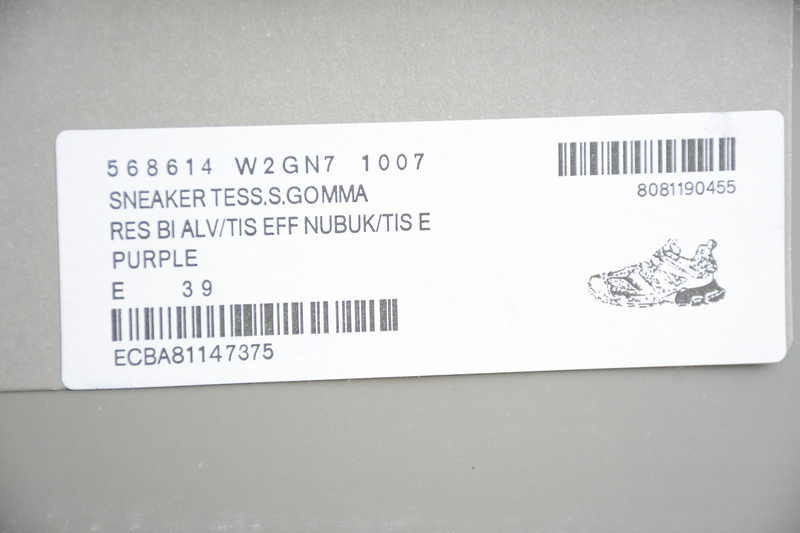 568614 W2GN7 1007
SNEAKER TESS.S.GOMMA
RES BI ALV/TIS EFF NUBUK/TIS E
PURPLE
E 39
ECBA81147375
8081190455